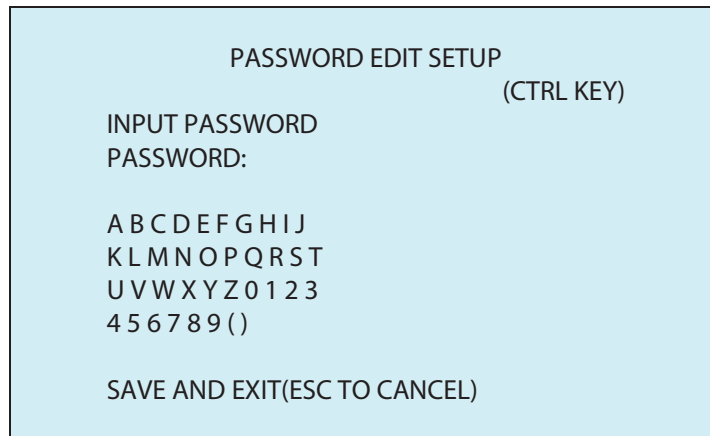 PASSWORD EDIT SETUP
(CTRL KEY)
INPUT PASSWORD
PASSWORD:
A B C D E F G H I J
K L M N O P Q R S T
U V W X Y Z 0 1 2 3
4 5 6 7 8 9 ( )
SAVE AND EXIT(ESC TO CANCEL)